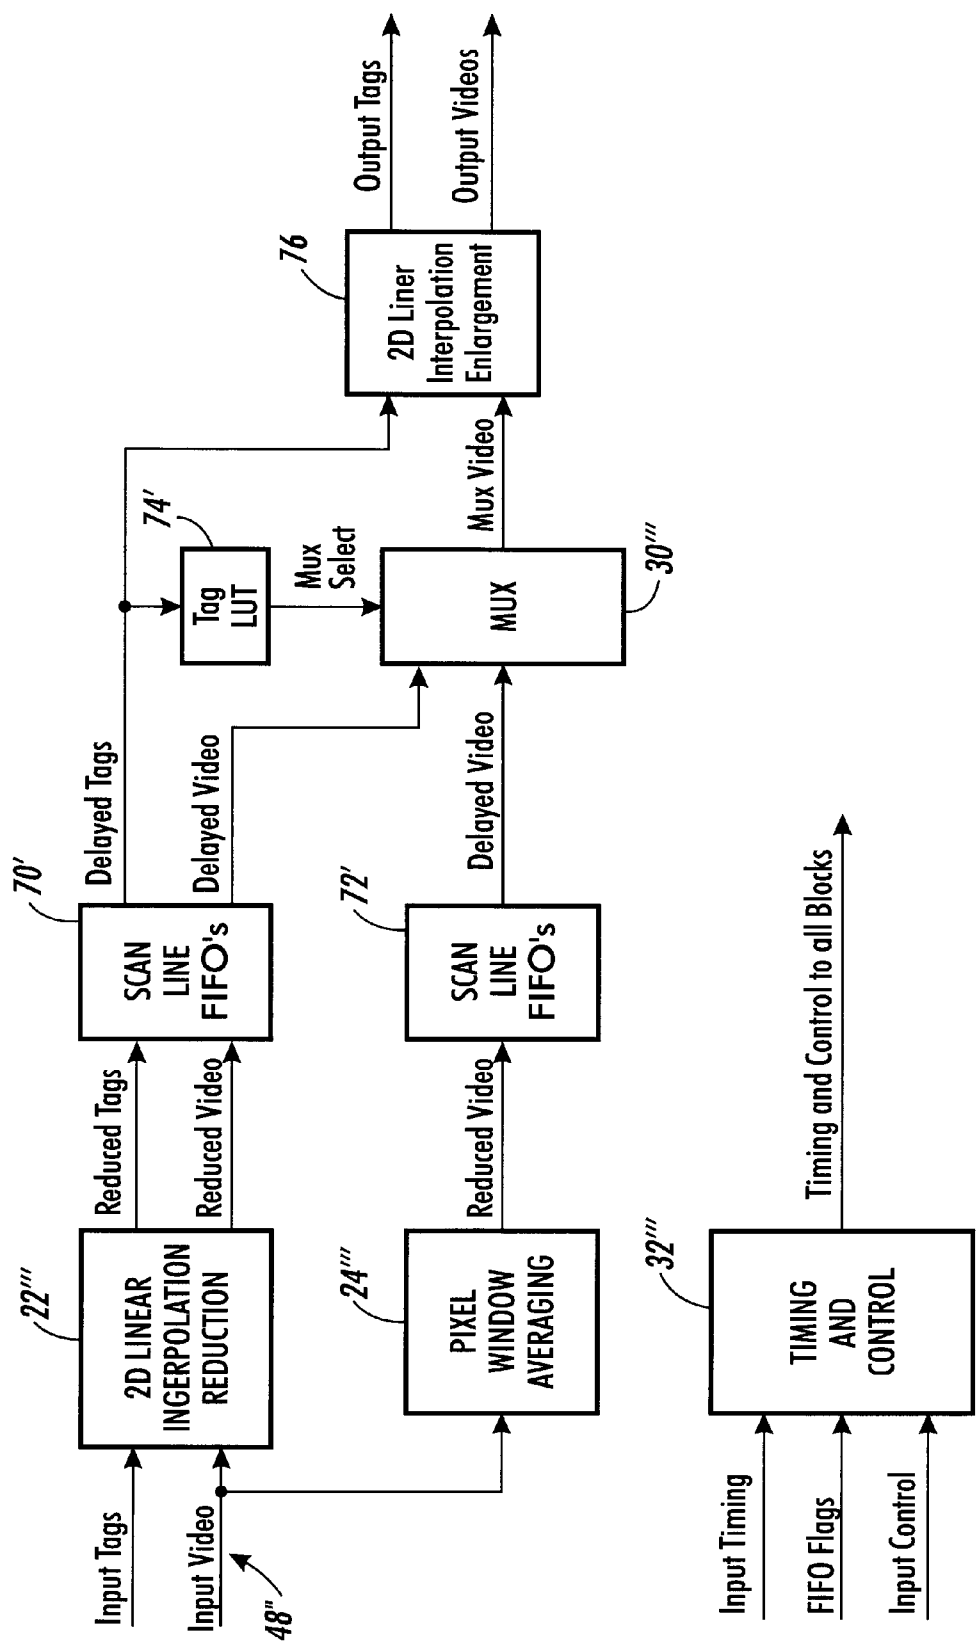 Input Tags
Input Video
48"
22'''
2D LINEAR
INGERPOLATION
REDUCTION
Reduced Tags
Reduced Video
70'
SCAN
LINE
FIFO's
Delayed Tags
Delayed Video
74'
Tag
LUT
Mux
Select
24'''
PIXEL
WINDOW
AVERAGING
Reduced Video
72'
SCAN
LINE
FIFO's
Delayed Video
MUX
30'''
Mux Video
76
2D Liner
Interpolation
Enlargement
Output Tags
Output Videos
Input Timing
FIFO Flags
Input Control
32'''
TIMING
AND
CONTROL
Timing and Control to all Blocks